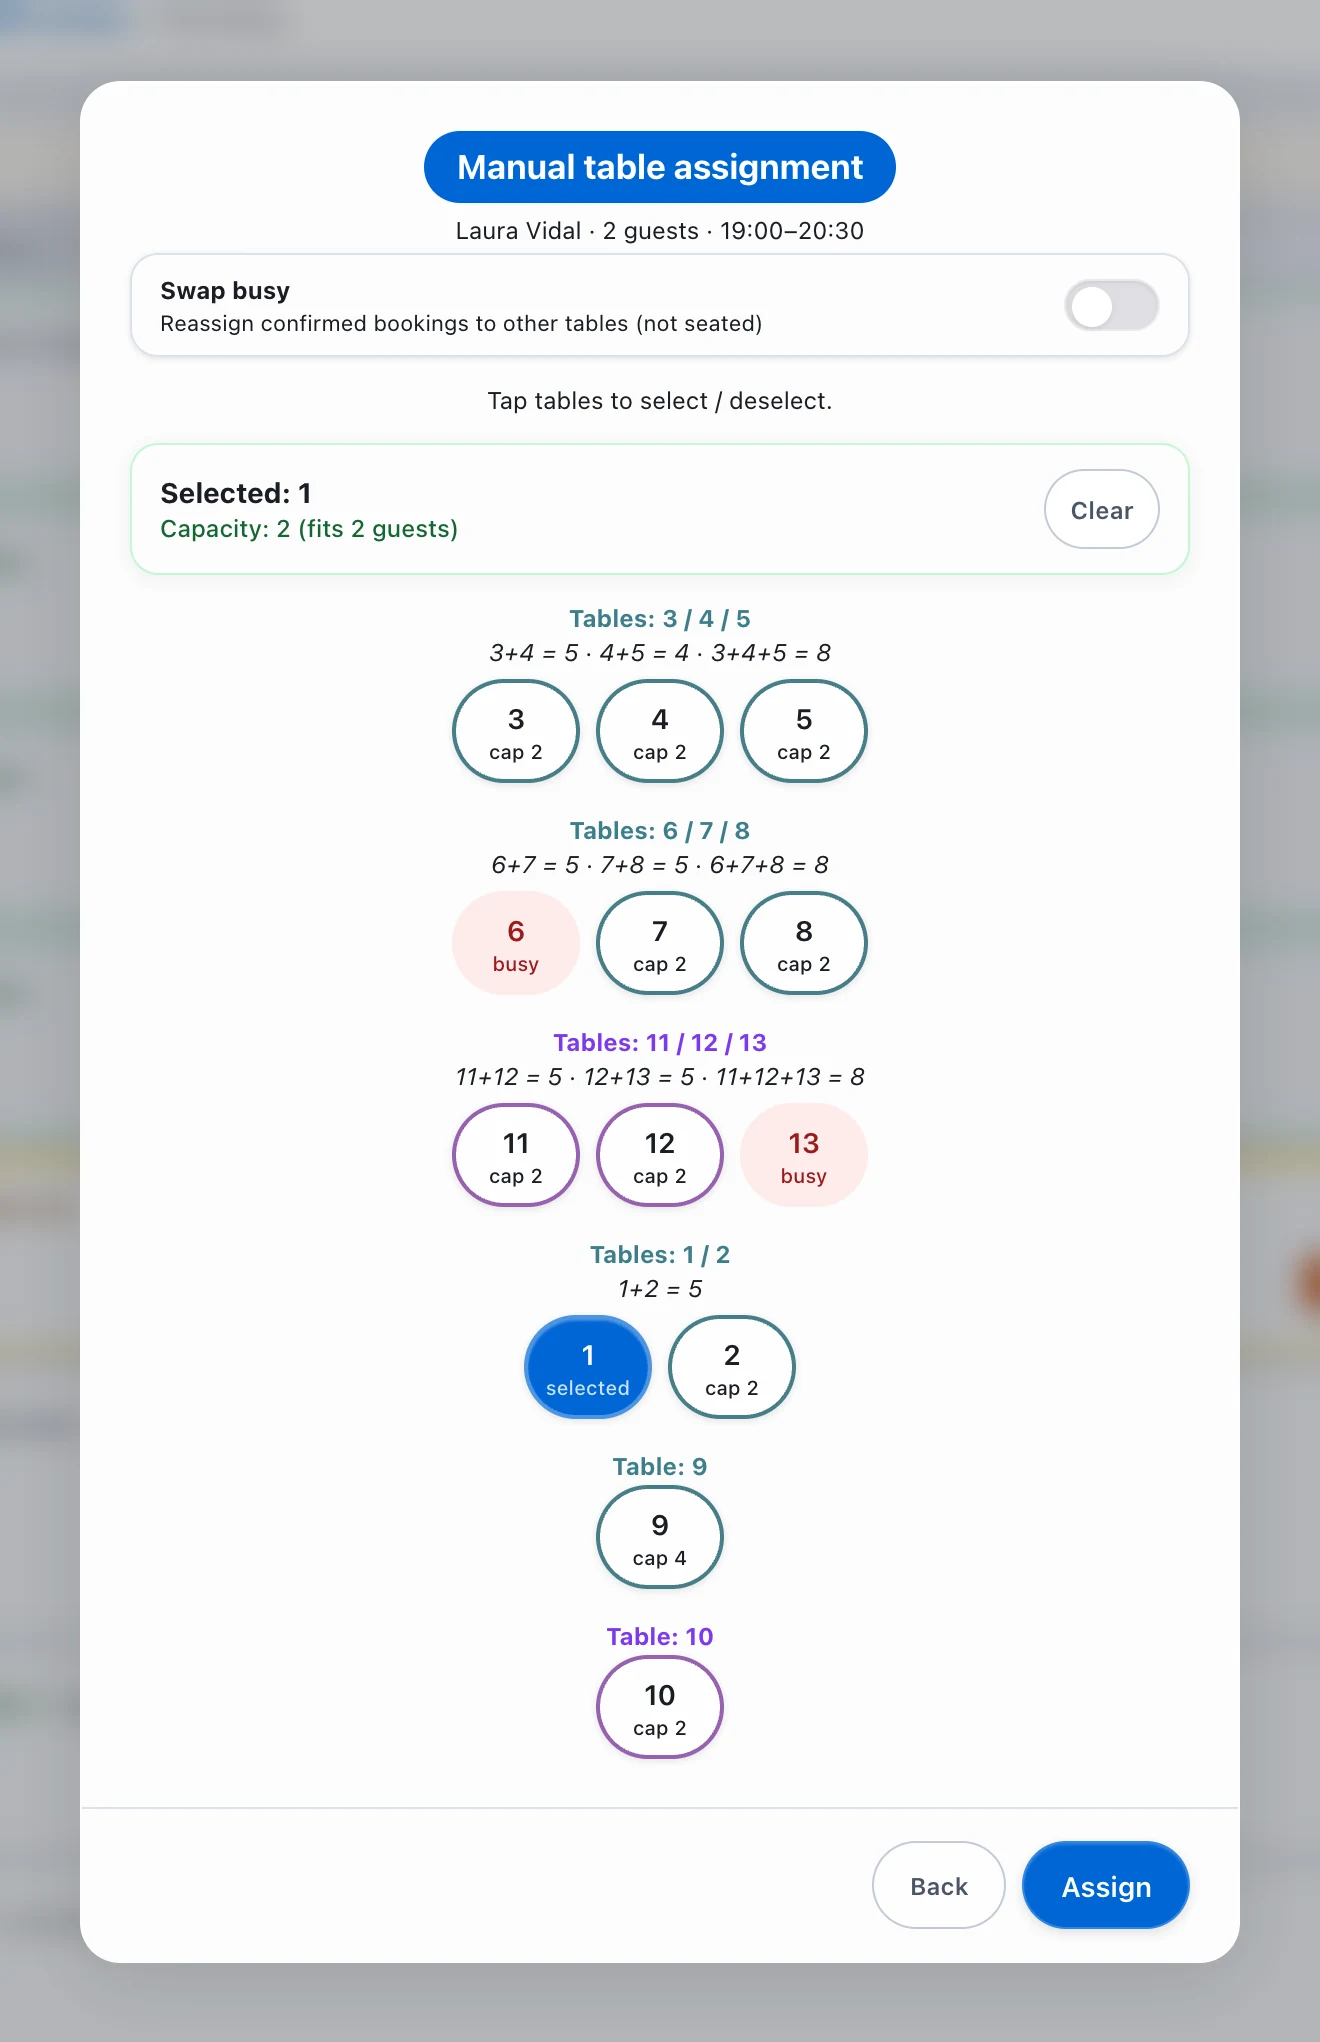 Manual table assignment
Laura Vidal · 2 guests · 19:00–20:30
Swap busy
Reassign confirmed bookings to other tables (not seated)
Tap tables to select / deselect.
Selected: 1
Capacity: 2 (fits 2 guests)
Clear
Tables: 3 / 4 / 5
3+4 = 5 · 4+5 = 4 · 3+4+5 = 8
3 4 5
cap 2 cap 2 cap 2
Tables: 6 / 7 / 8
6+7 = 5 · 7+8 = 5 · 6+7+8 = 8
6 7 8
busy cap 2 cap 2
Tables: 11 / 12 / 13
11+12 = 5 · 12+13 = 5 · 11+12+13 = 8
11 12 13
cap 2 cap 2 busy
Tables: 1 / 2
1+2 = 5
1 2
selected cap 2
Table: 9
9
cap 4
Table: 10
10
cap 2
Back Assign